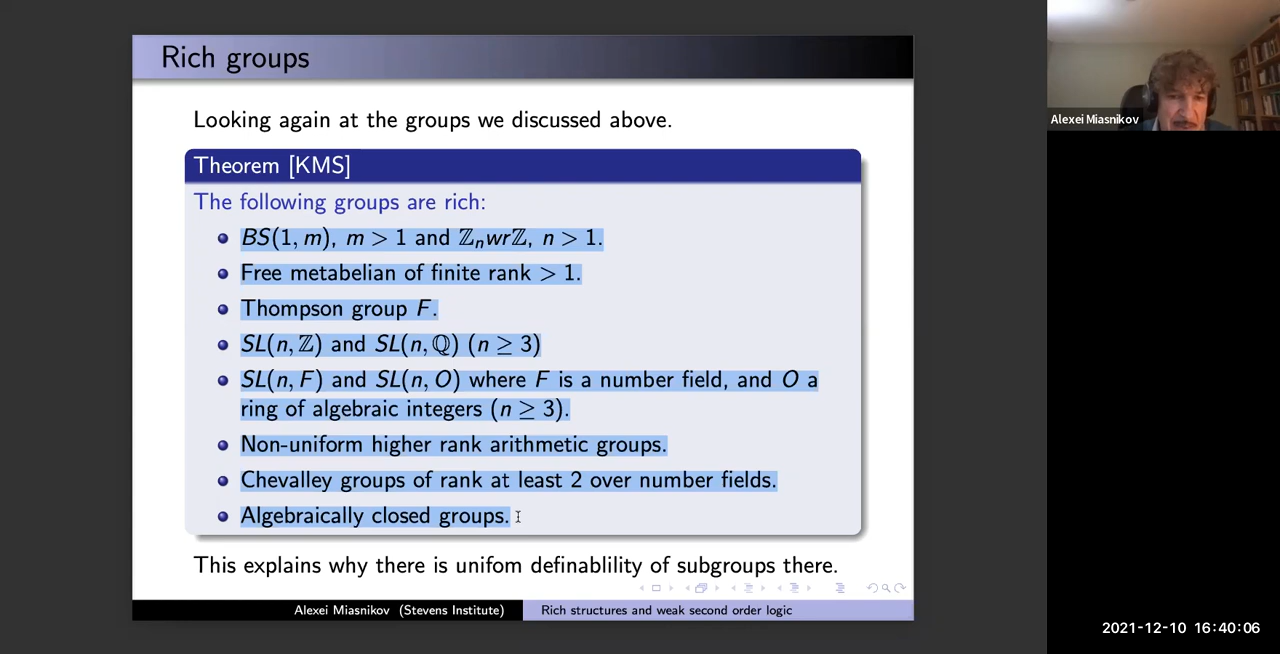 Rich groups
Looking again at the groups we discussed above.
Theorem [KMS]
The following groups are rich:
BS(1, m), m > 1 and ℤₙwrℤ, n > 1.
Free metabelian of finite rank > 1.
Thompson group F.
SL(n, ℤ) and SL(n, ℚ) (n ≥ 3)
SL(n, F) and SL(n, O) where F is a number field, and O a
ring of algebraic integers (n ≥ 3).
Non-uniform higher rank arithmetic groups.
Chevalley groups of rank at least 2 over number fields.
Algebraically closed groups.
This explains why there is unifom definablility of subgroups there.
Alexei Miasnikov (Stevens Institute)
Rich structures and weak second order logic
Alexei Miasnikov
2021-12-10 16:40:06